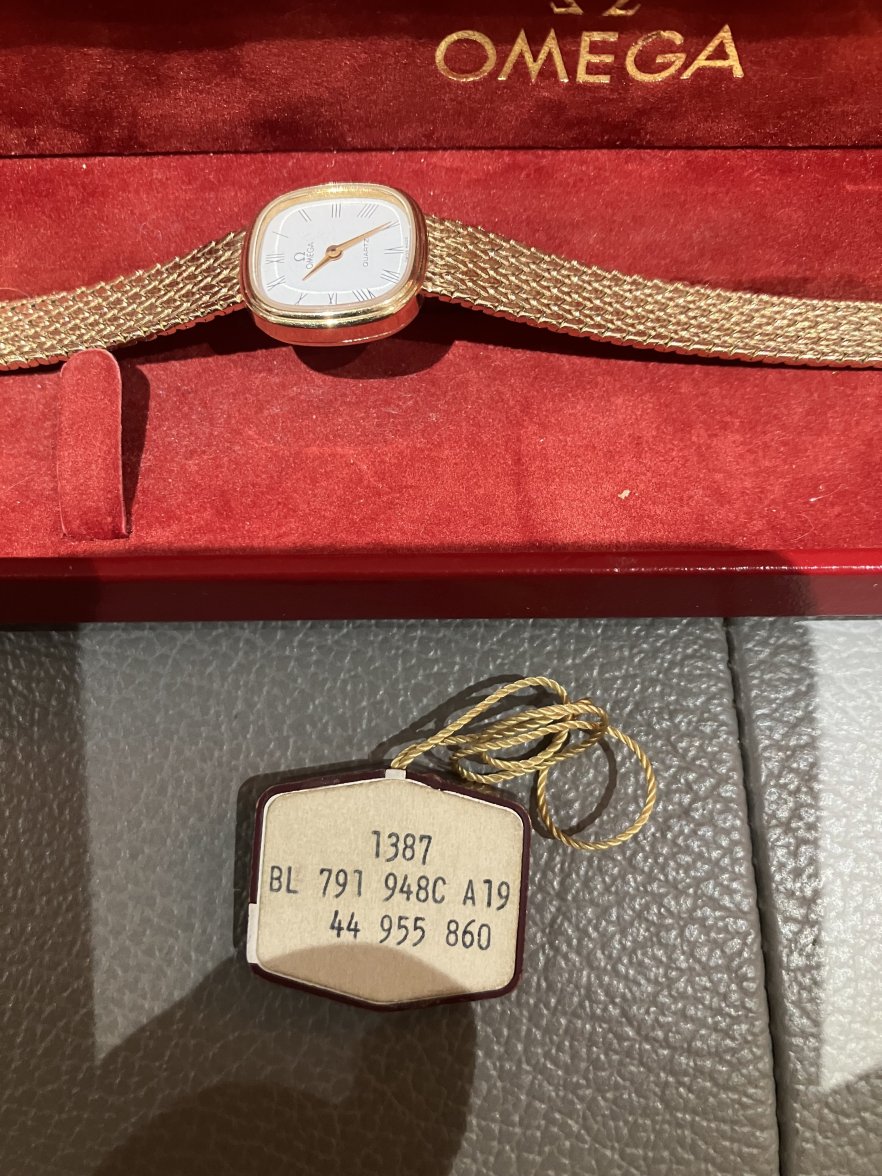 OMEGA
Ω
OMEGA
QUARTZ
1387
BL 791 948C A19
44 955 860